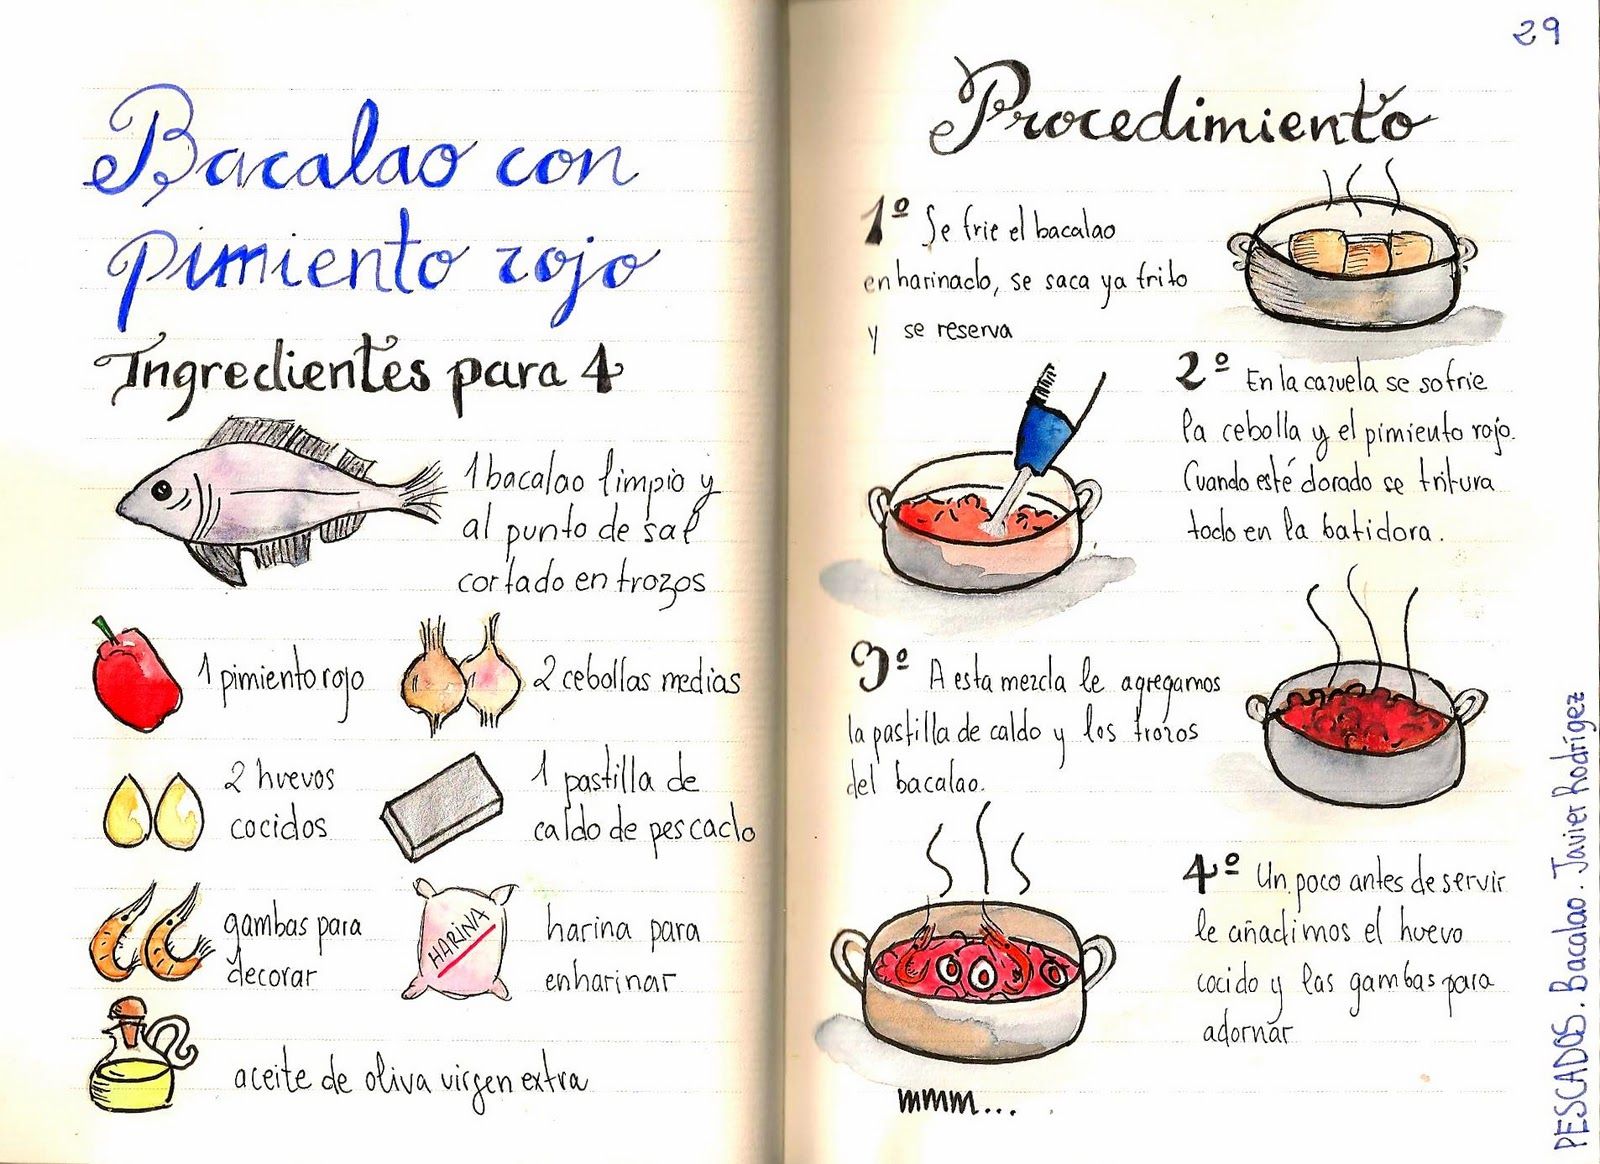 Bacalao con
pimiento rojo
Ingredientes para 4
1 bacalao limpio y
al punto de sal
cortado en trozos
1 pimiento rojo
2 cebollas medias
2 huevos
cocidos
1 pastilla de
caldo de pescado
gambas para
decorar
HARINA
harina para
enharinar
aceite de oliva virgen extra
29
Procedimiento
1º Se frie el bacalao
enharinado, se saca ya frito
y se reserva
2º En la cazuela se sofrie
la cebolla y el pimiento rojo.
Cuando esté dorado se tritura
todo en la batidora.
3º A esta mezcla le agregamos
la pastilla de caldo y los trozos
del bacalao.
4º Un poco antes de servir
le añadimos el huevo
cocido y las gambas para
adornar
mmm...
PESCADOS. Bacalao. Javier Rodrígez